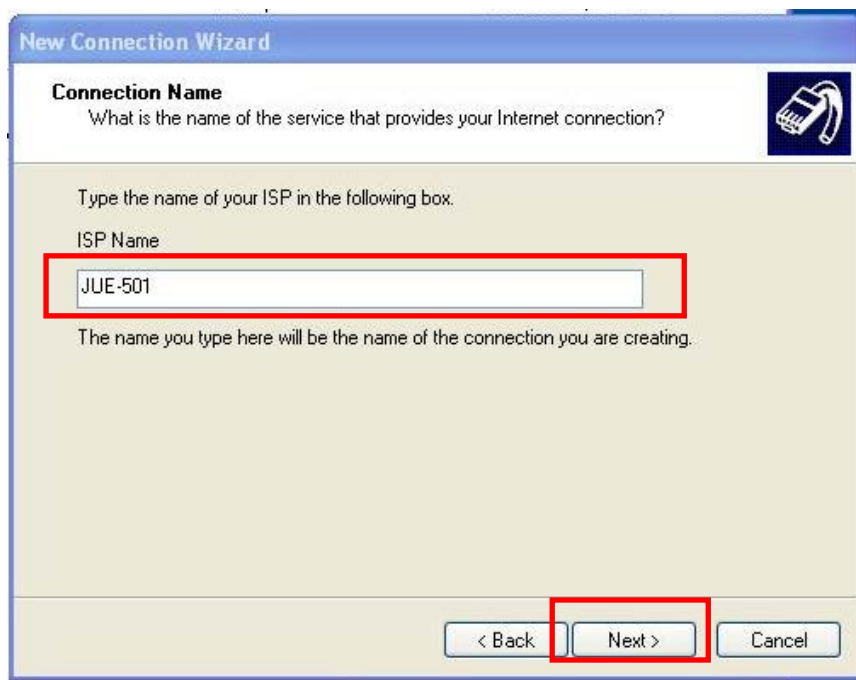 New Connection Wizard
Connection Name
What is the name of the service that provides your Internet connection?
Type the name of your ISP in the following box.
ISP Name
JUE-501
The name you type here will be the name of the connection you are creating.
< Back Next > Cancel